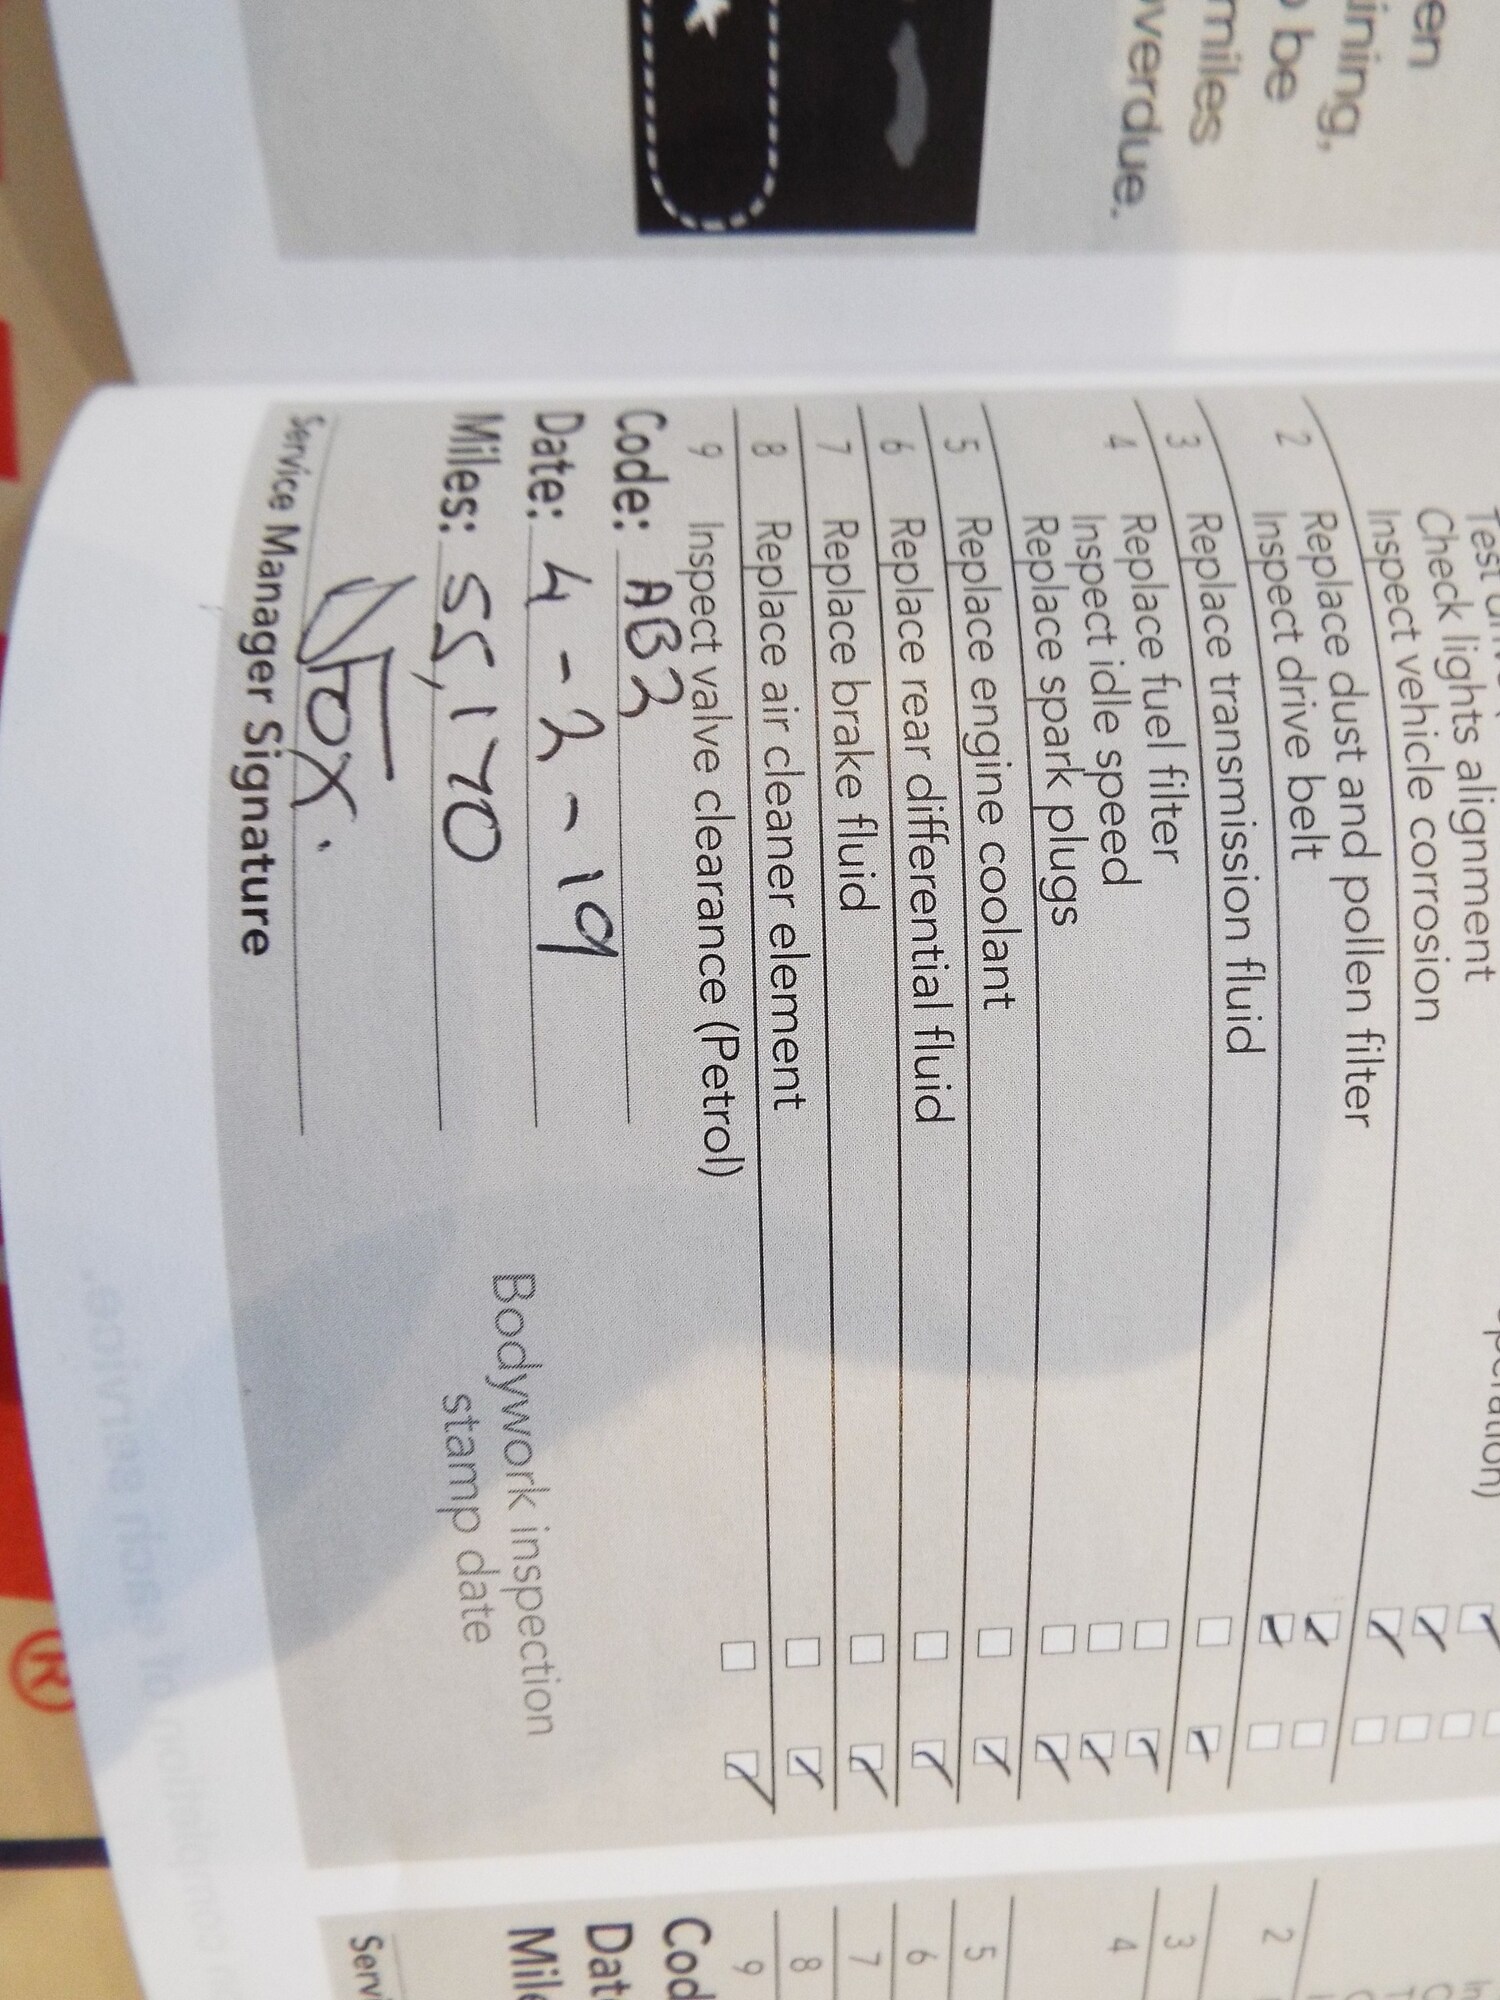 en
ining,
be
miles
verdue.
Check lights alignment
Inspect vehicle corrosion
2 Replace dust and pollen filter
Inspect drive belt
3 Replace transmission fluid
4 Replace fuel filter
Inspect idle speed
Replace spark plugs
5 Replace engine coolant
6 Replace rear differential fluid
7 Replace brake fluid
8 Replace air cleaner element
9 Inspect valve clearance (Petrol)
Code: AB3
Date: 4-2-19
Miles: 55,170
Bodywork inspection
stamp date
Service Manager Signature
2
3
4
5
6
7
8
9
Cod
Dat
Mile
Servi
®